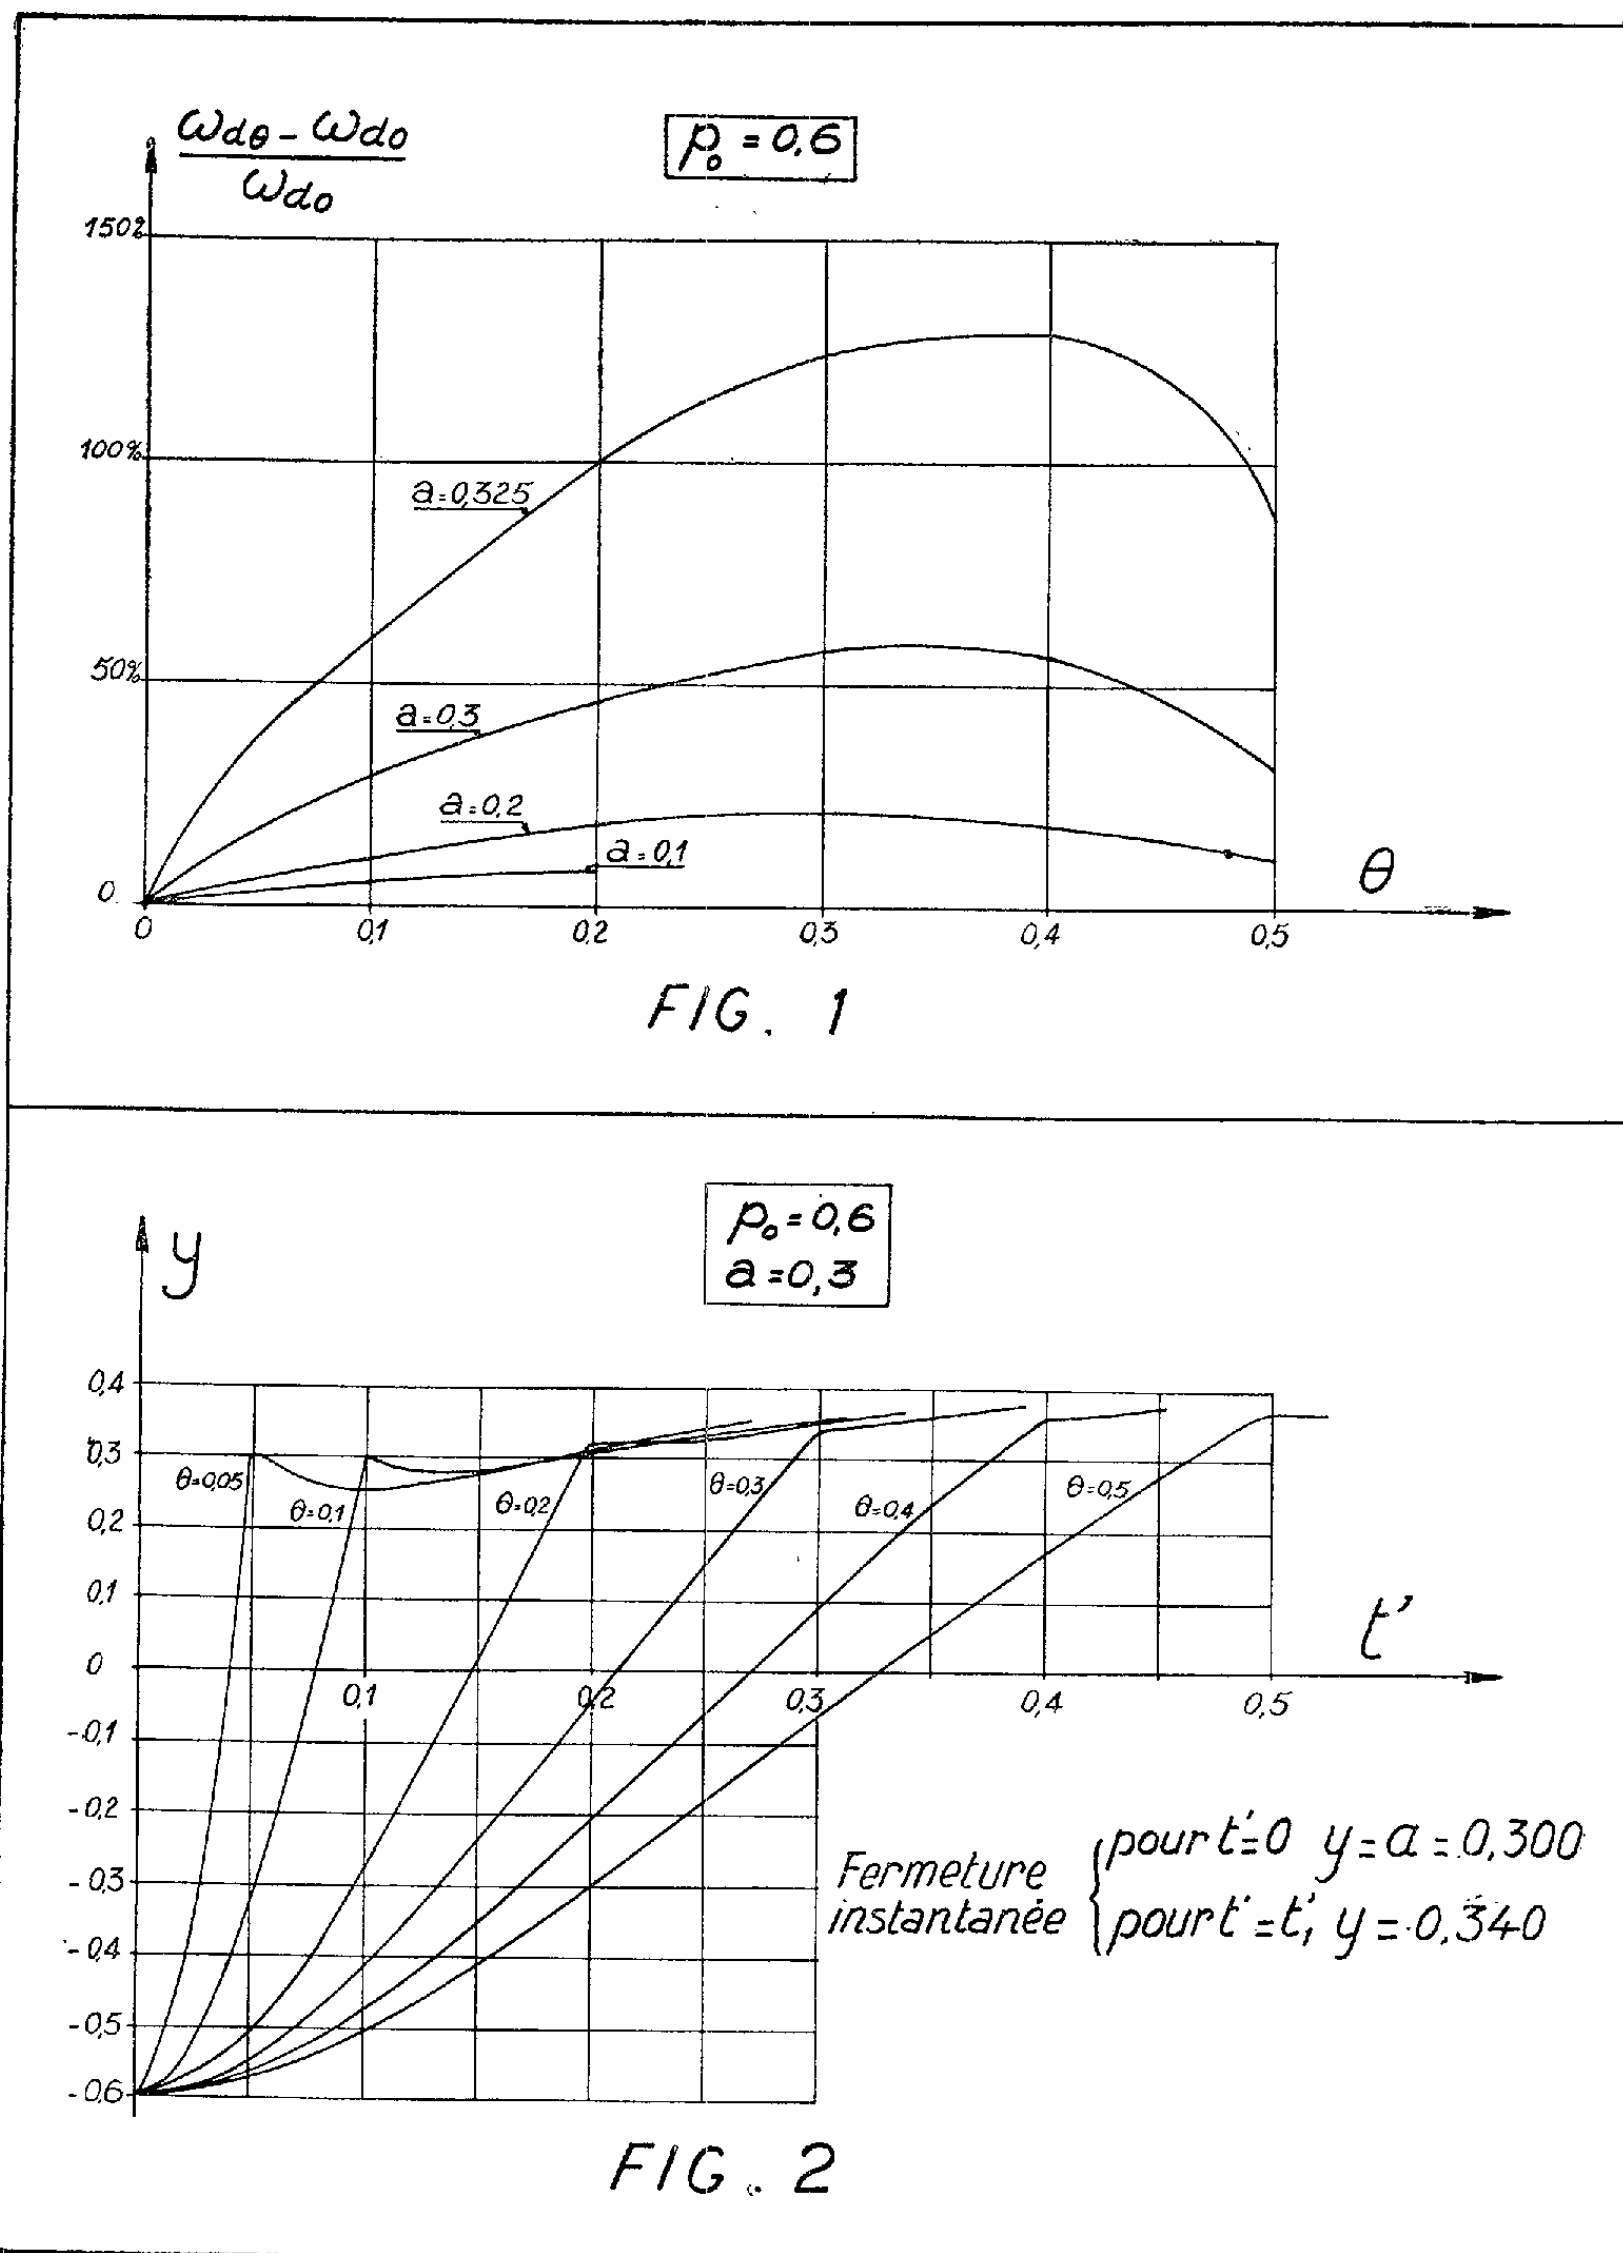 ωdθ - ωdo
ωdo
p₀ = 0,6
150%
100%
a=0,325
50%
a=0,3
a=0,2
a=0,1
0
θ
0 0,1 0,2 0,3 0,4 0,5
FIG. 1
p₀=0,6
a=0,3
y
0,4
0,3
θ=0,05 θ=0,1 θ=0,2 θ=0,3 θ=0,4 θ=0,5
0,2
0,1
t'
0
0,1 0,2 0,3 0,4 0,5
-0,1
-0,2
-0,3
-0,4
-0,5
-0,6
Fermeture
instantanée
pour t'=0 y=a=0,300
pour t'=t'₁ y=0,340
FIG. 2